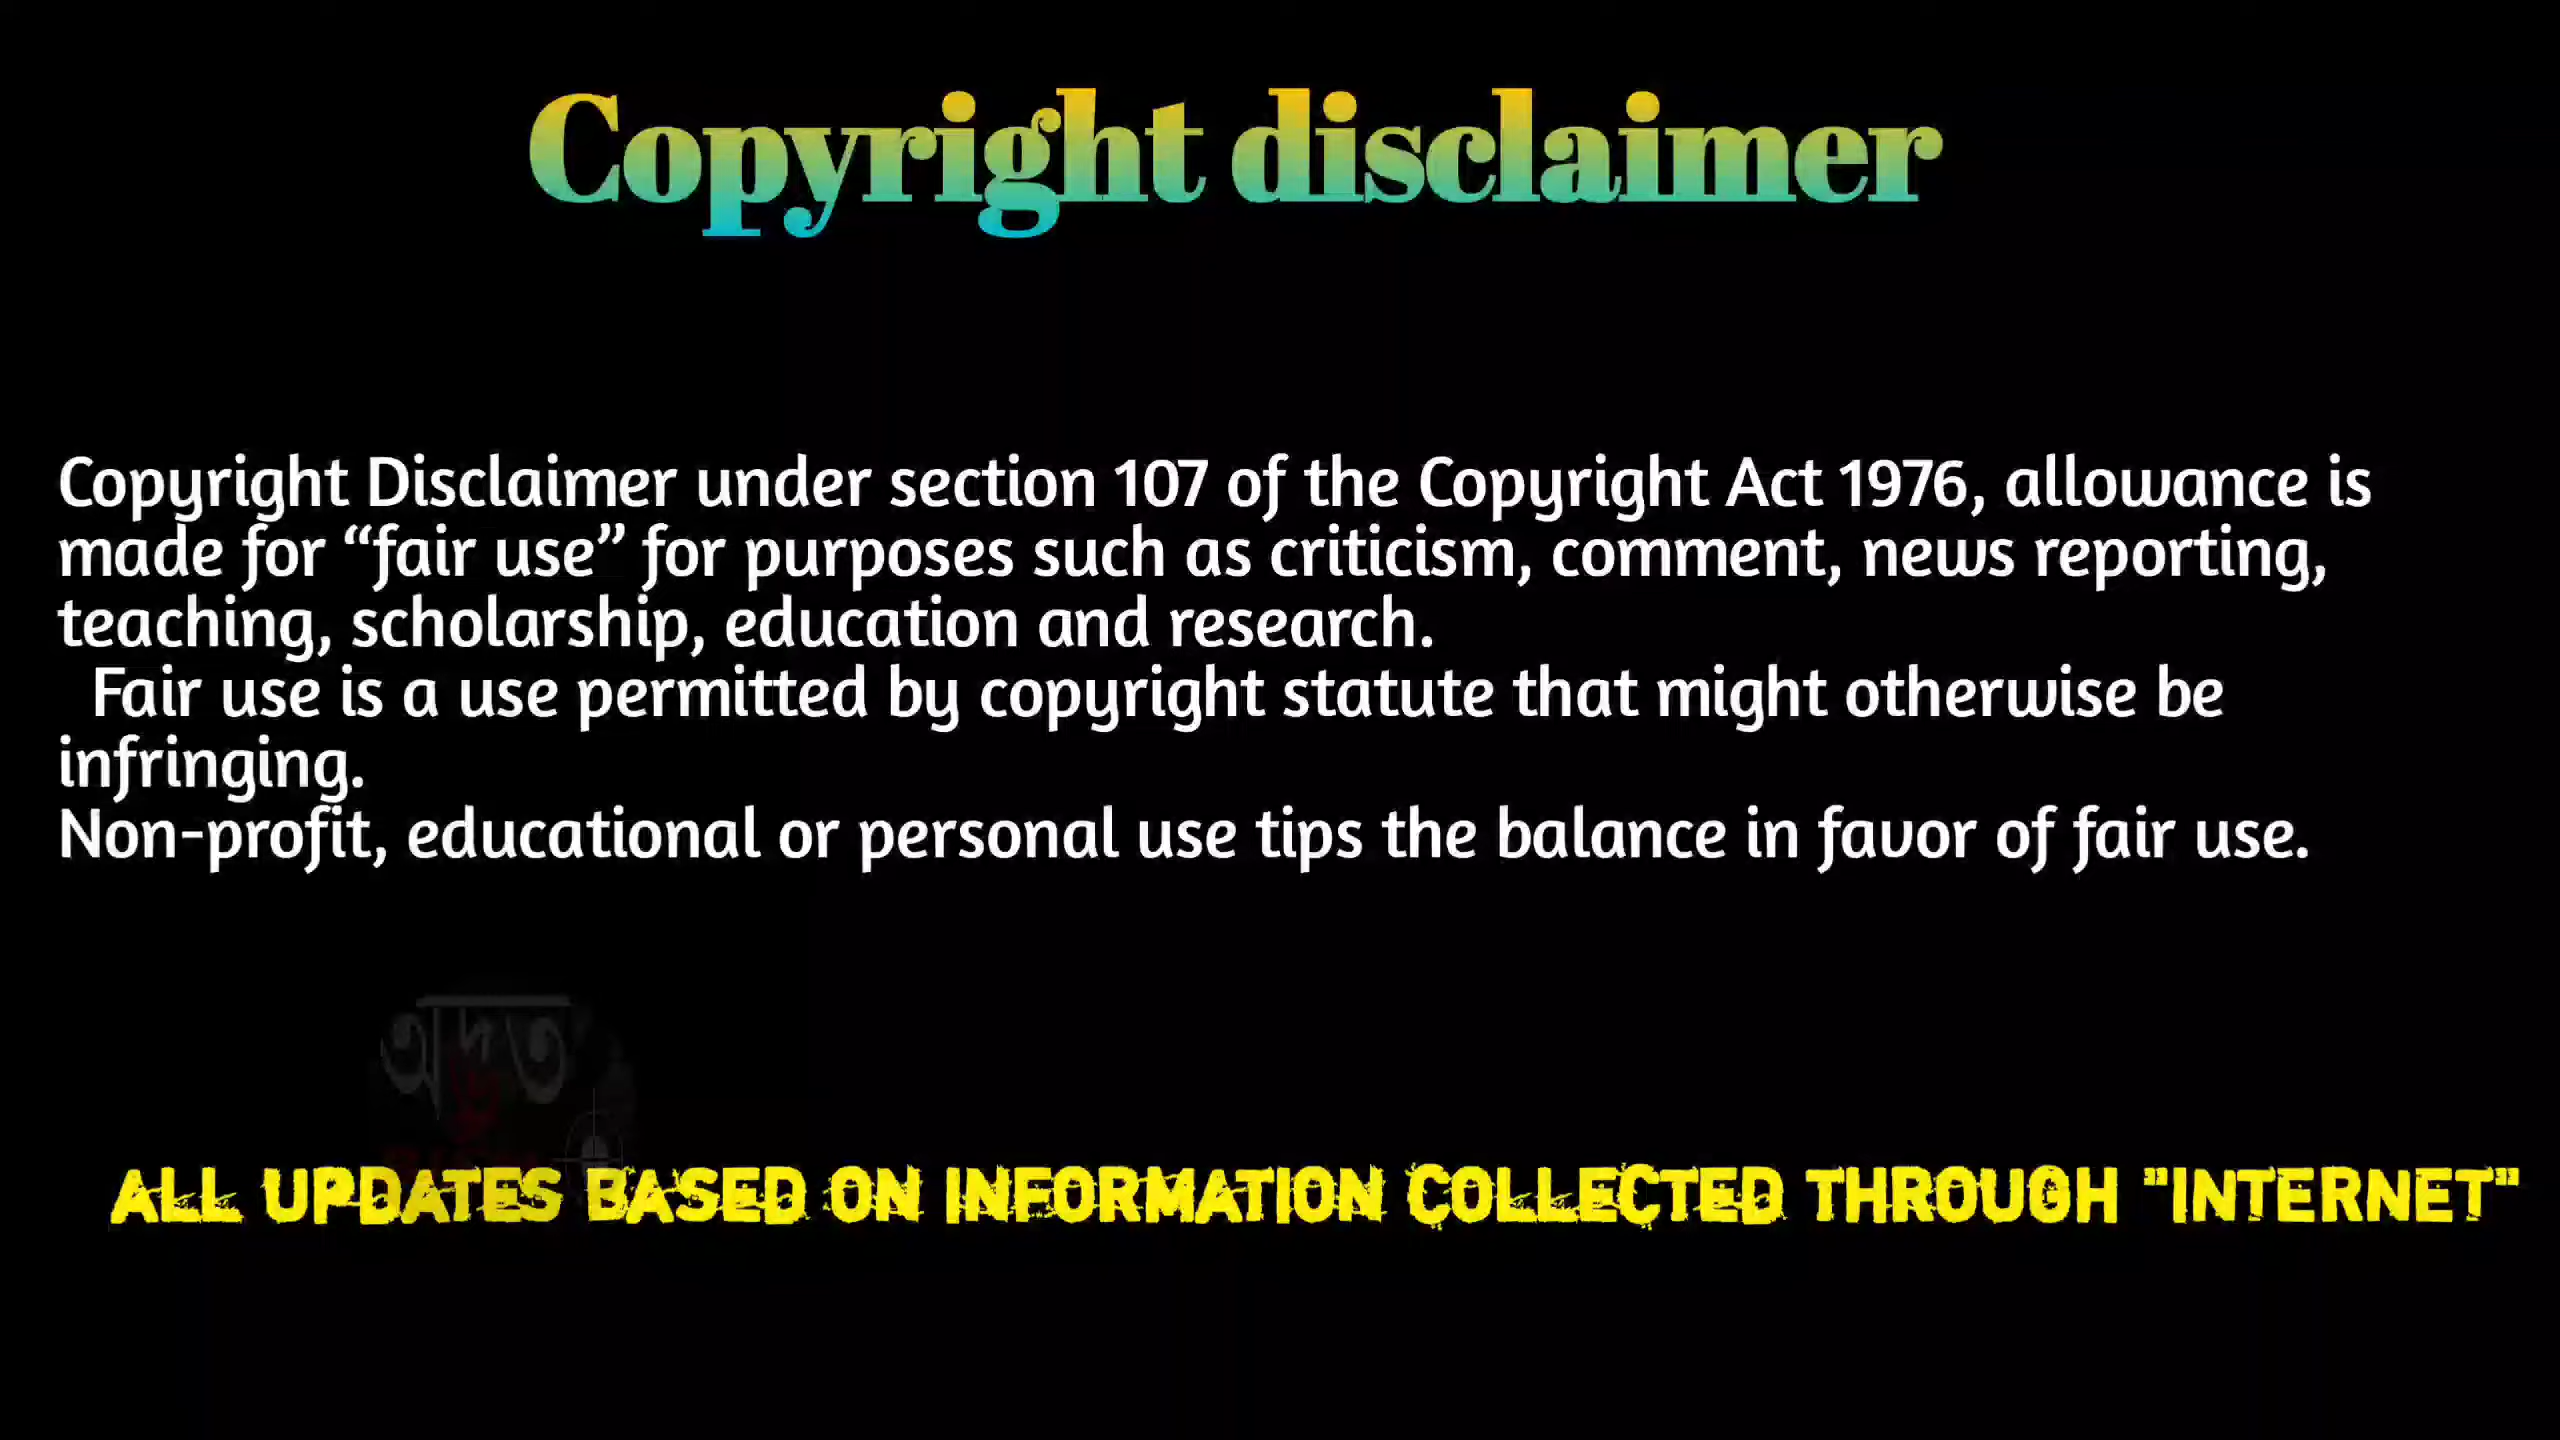 Copyright disclaimer
Copyright Disclaimer under section 107 of the Copyright Act 1976, allowance is
made for “fair use” for purposes such as criticism, comment, news reporting,
teaching, scholarship, education and research.
Fair use is a use permitted by copyright statute that might otherwise be
infringing.
Non-profit, educational or personal use tips the balance in favor of fair use.
ALL UPDATES BASED ON INFORMATION COLLECTED THROUGH "INTERNET"